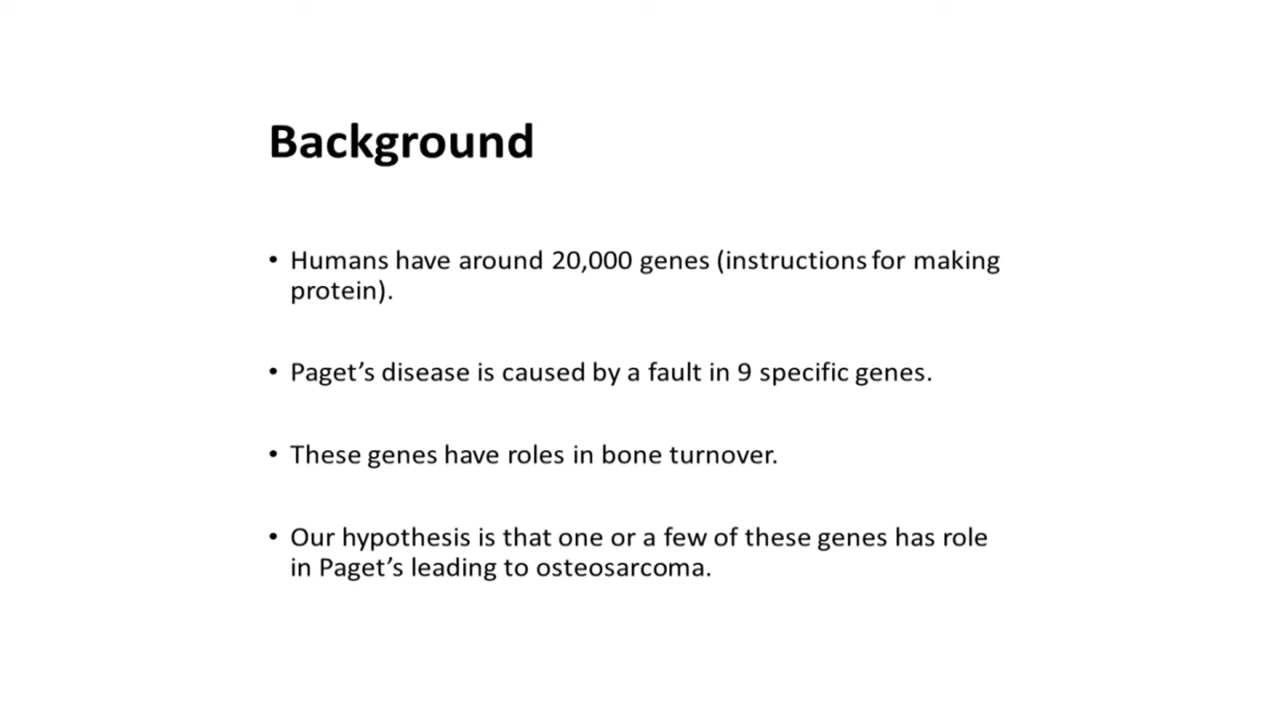 Background
• Humans have around 20,000 genes (instructions for making
protein).
• Paget’s disease is caused by a fault in 9 specific genes.
• These genes have roles in bone turnover.
• Our hypothesis is that one or a few of these genes has role
in Paget’s leading to osteosarcoma.